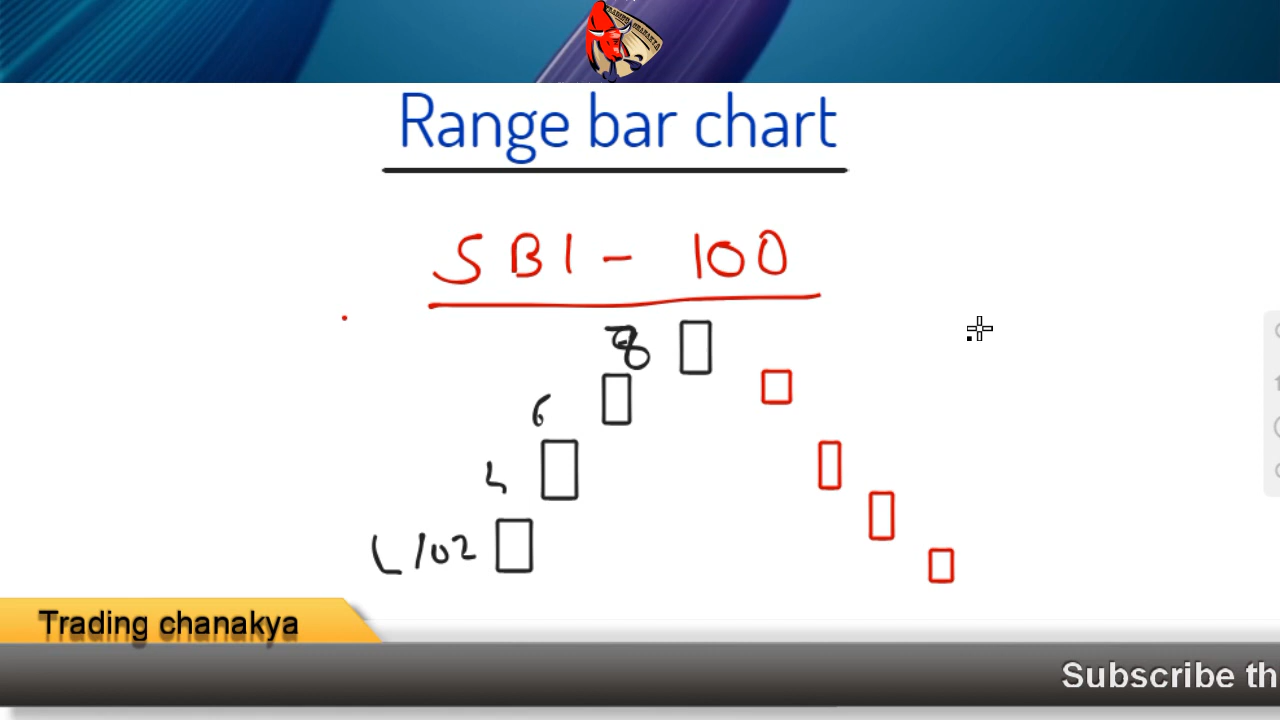 Range bar chart
SBI - 100
8
6
4
102
Trading chanakya
Subscribe th